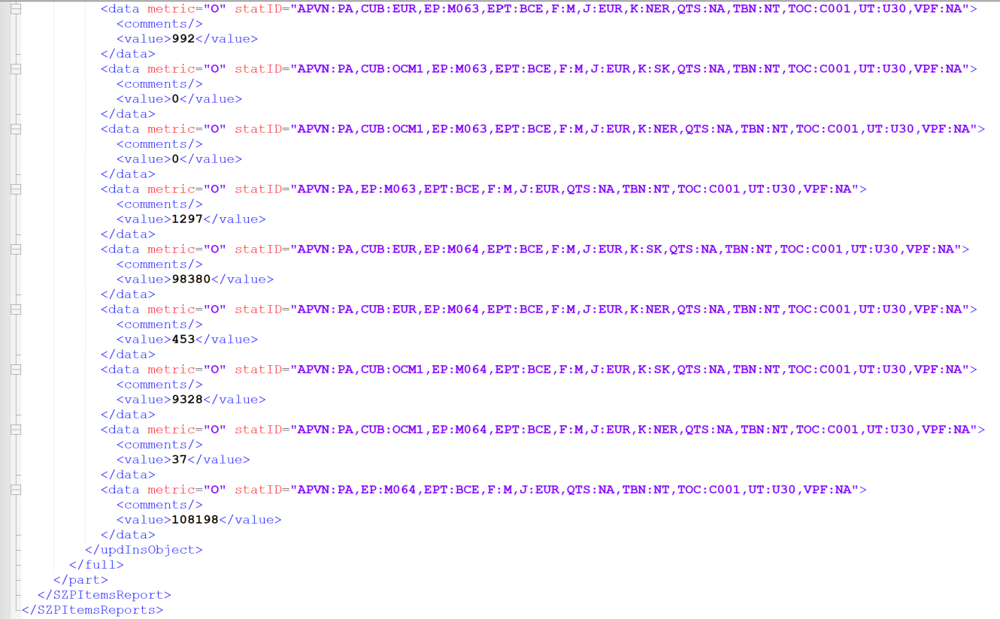 <data metric="O" statID="APVN:PA,CUB:EUR,EP:M063,EPT:BCE,F:M,J:EUR,K:NER,QTS:NA,TBN:NT,TOC:C001,UT:U30,VPF:NA">
<comments/>
<value>992</value>
</data>
<data metric="O" statID="APVN:PA,CUB:OCM1,EP:M063,EPT:BCE,F:M,J:EUR,K:SK,QTS:NA,TBN:NT,TOC:C001,UT:U30,VPF:NA">
<comments/>
<value>0</value>
</data>
<data metric="O" statID="APVN:PA,CUB:OCM1,EP:M063,EPT:BCE,F:M,J:EUR,K:NER,QTS:NA,TBN:NT,TOC:C001,UT:U30,VPF:NA">
<comments/>
<value>0</value>
</data>
<data metric="O" statID="APVN:PA,EP:M063,EPT:BCE,F:M,J:EUR,QTS:NA,TBN:NT,TOC:C001,UT:U30,VPF:NA">
<comments/>
<value>1297</value>
</data>
<data metric="O" statID="APVN:PA,CUB:EUR,EP:M064,EPT:BCE,F:M,J:EUR,K:SK,QTS:NA,TBN:NT,TOC:C001,UT:U30,VPF:NA">
<comments/>
<value>98380</value>
</data>
<data metric="O" statID="APVN:PA,CUB:EUR,EP:M064,EPT:BCE,F:M,J:EUR,K:NER,QTS:NA,TBN:NT,TOC:C001,UT:U30,VPF:NA">
<comments/>
<value>453</value>
</data>
<data metric="O" statID="APVN:PA,CUB:OCM1,EP:M064,EPT:BCE,F:M,J:EUR,K:SK,QTS:NA,TBN:NT,TOC:C001,UT:U30,VPF:NA">
<comments/>
<value>9328</value>
</data>
<data metric="O" statID="APVN:PA,CUB:OCM1,EP:M064,EPT:BCE,F:M,J:EUR,K:NER,QTS:NA,TBN:NT,TOC:C001,UT:U30,VPF:NA">
<comments/>
<value>37</value>
</data>
<data metric="O" statID="APVN:PA,EP:M064,EPT:BCE,F:M,J:EUR,QTS:NA,TBN:NT,TOC:C001,UT:U30,VPF:NA">
<comments/>
<value>108198</value>
</data>
</updInsObject>
</full>
</part>
</SZPItemsReport>
</SZPItemsReports>